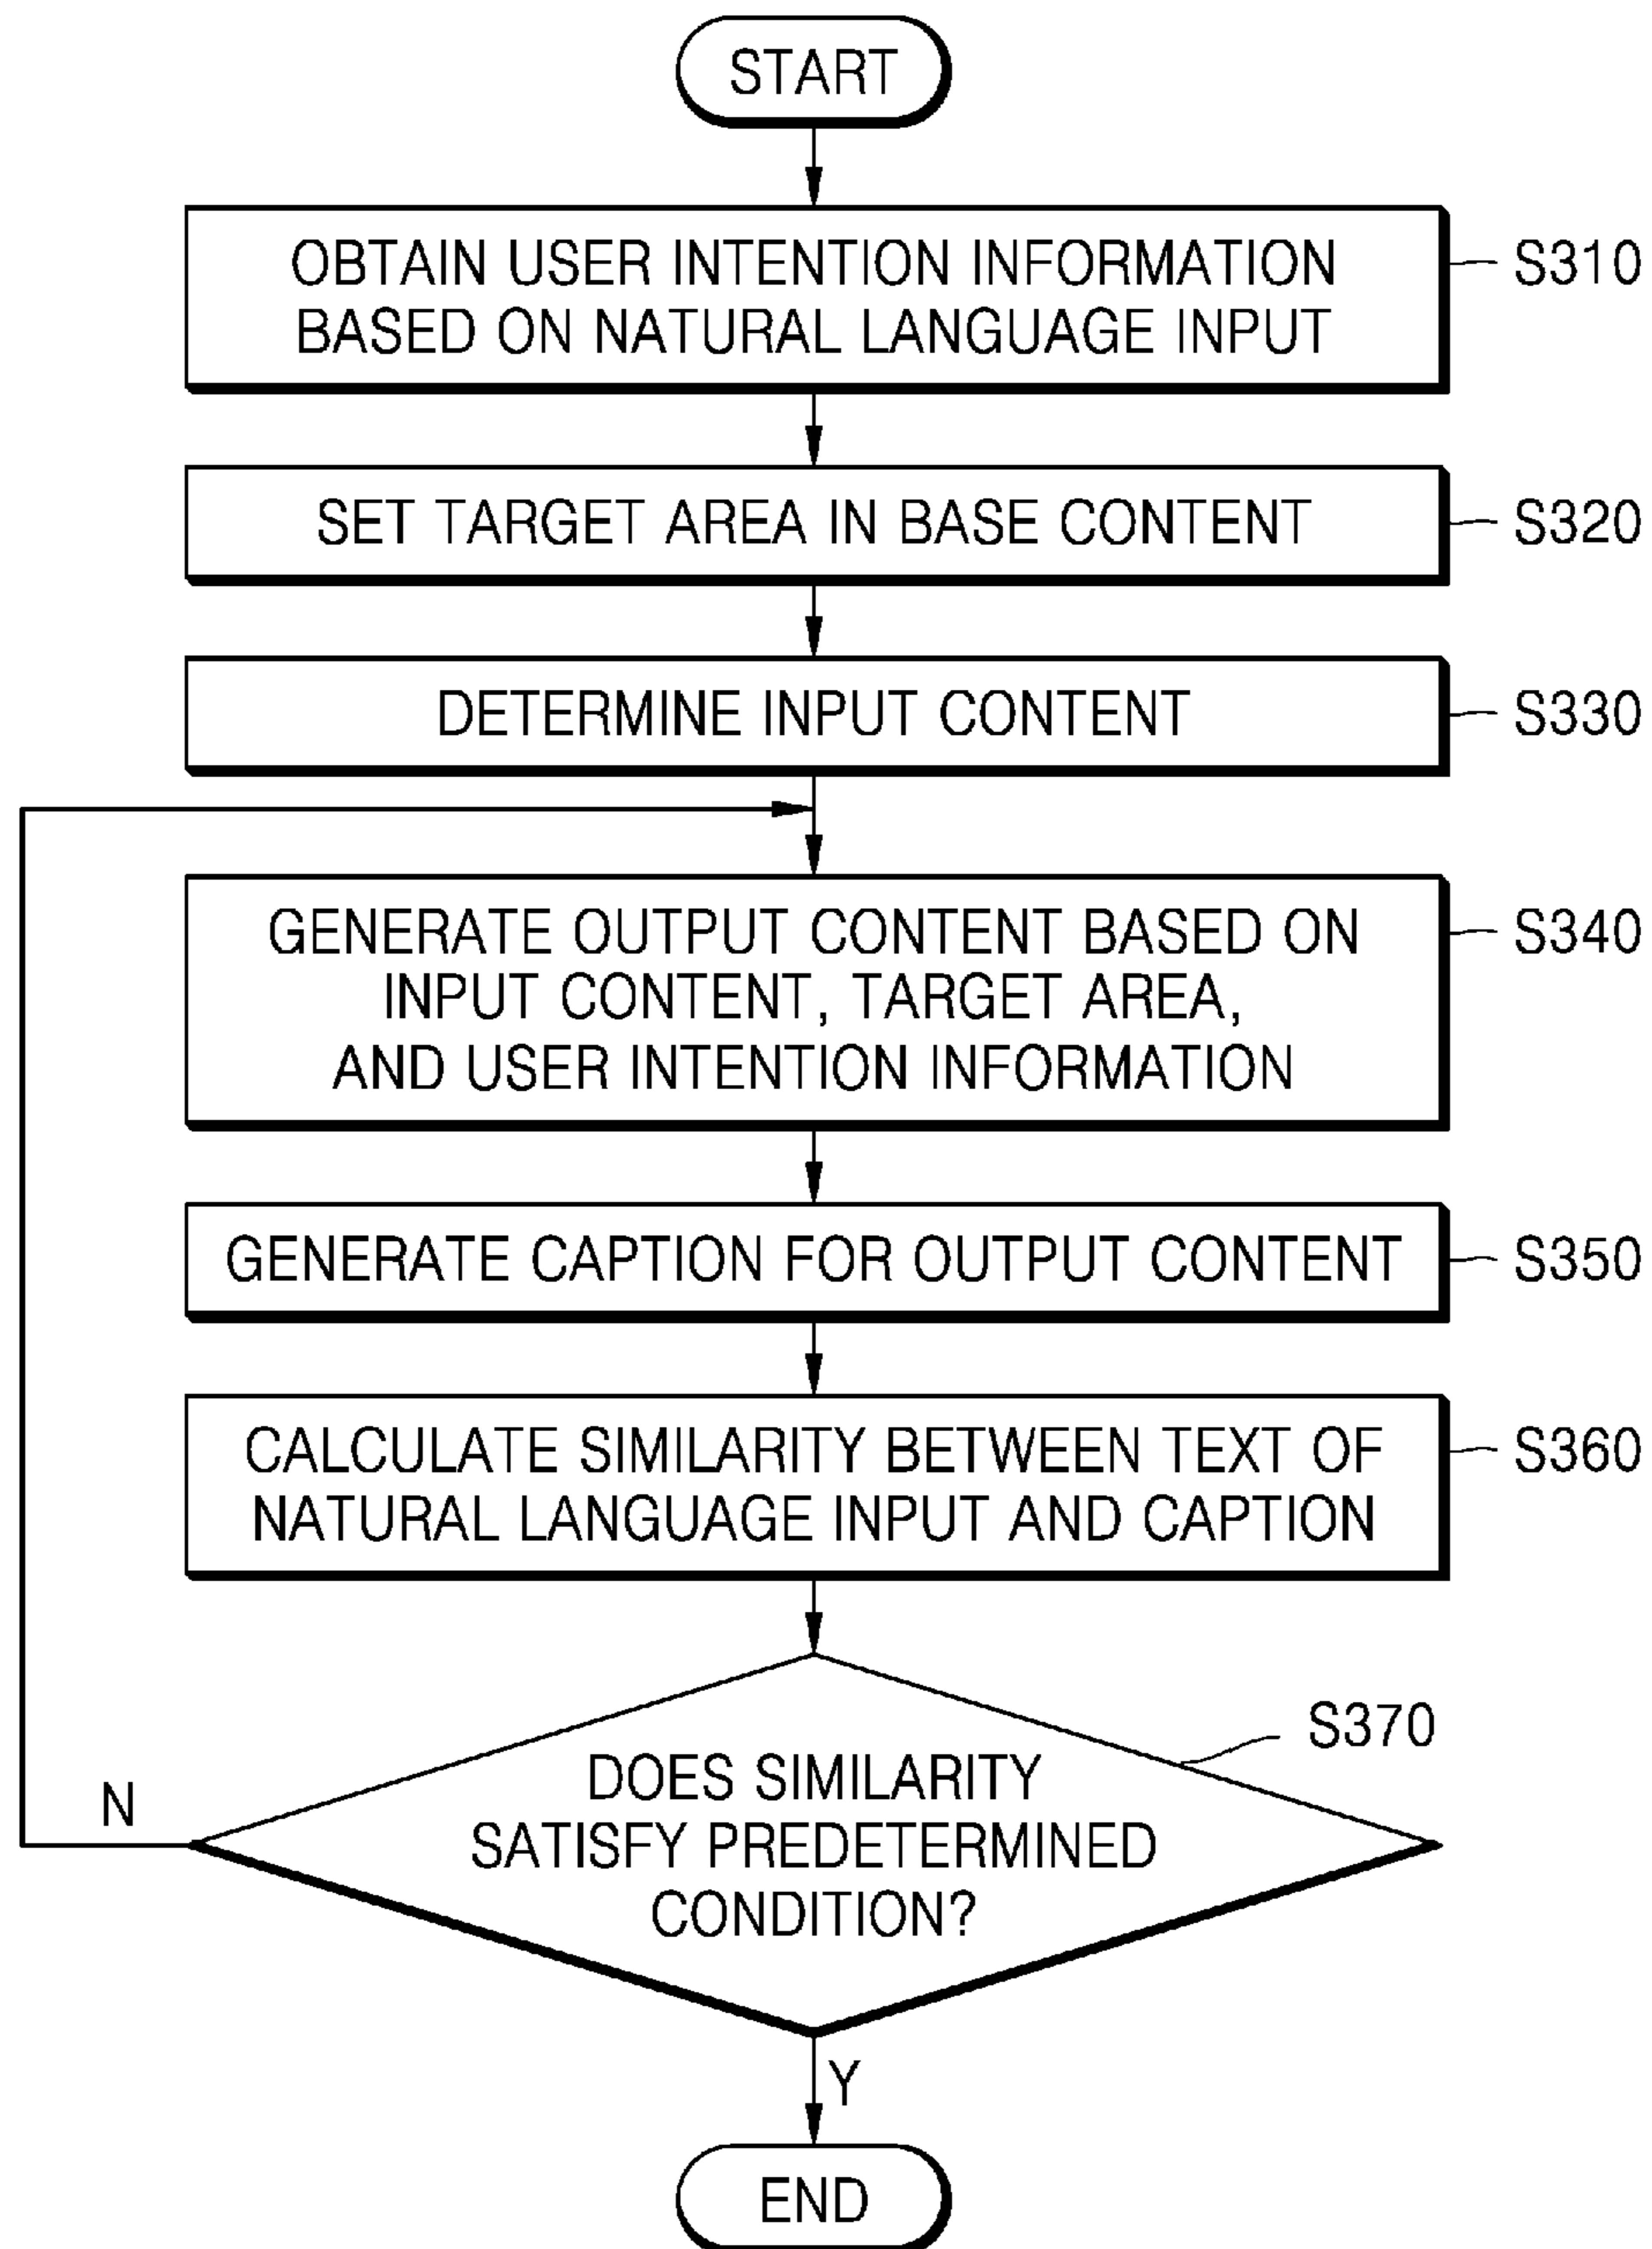 START
OBTAIN USER INTENTION INFORMATION
BASED ON NATURAL LANGUAGE INPUT
S310
SET TARGET AREA IN BASE CONTENT
S320
DETERMINE INPUT CONTENT
S330
GENERATE OUTPUT CONTENT BASED ON
INPUT CONTENT, TARGET AREA,
AND USER INTENTION INFORMATION
S340
GENERATE CAPTION FOR OUTPUT CONTENT
S350
CALCULATE SIMILARITY BETWEEN TEXT OF
NATURAL LANGUAGE INPUT AND CAPTION
S360
S370
DOES SIMILARITY
SATISFY PREDETERMINED
CONDITION?
N
Y
END